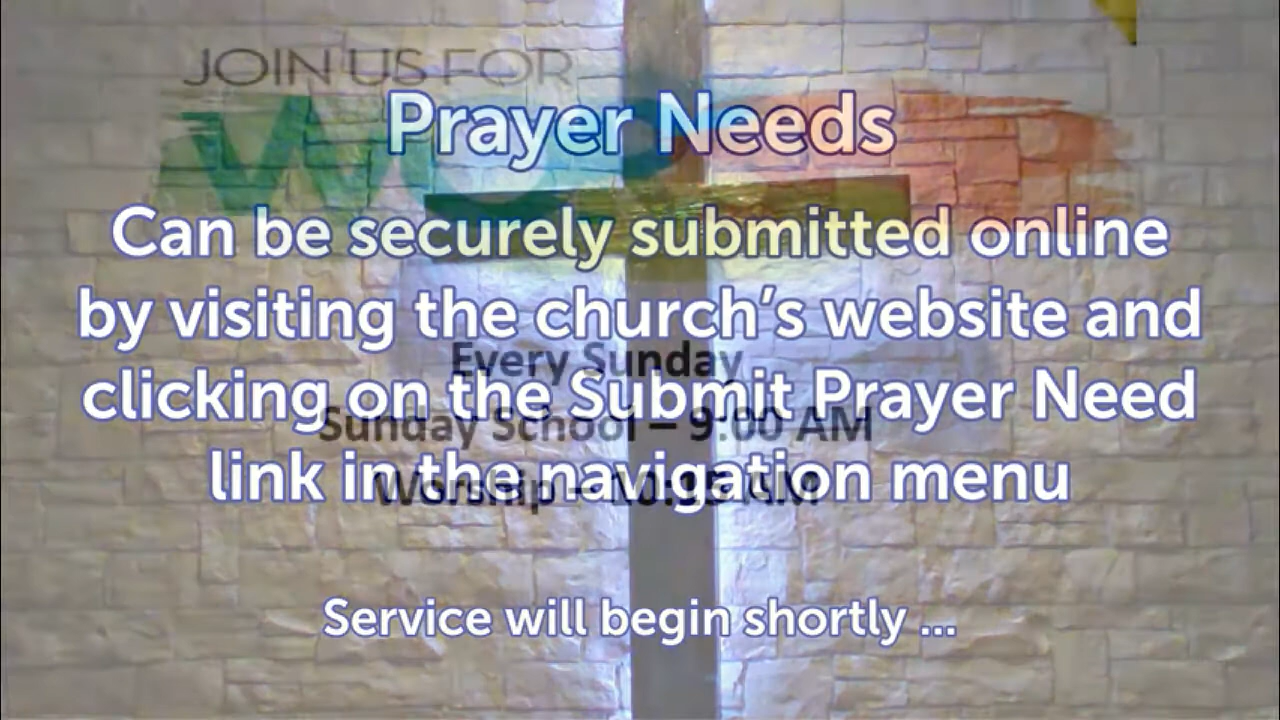 JOIN US FOR
Prayer Needs
Can be securely submitted online
by visiting the church's website and
Every Sunday
clicking on the Submit Prayer Need
Sunday School – 9:00 AM
link in the navigation menu
Worship – AM
Service will begin shortly ...